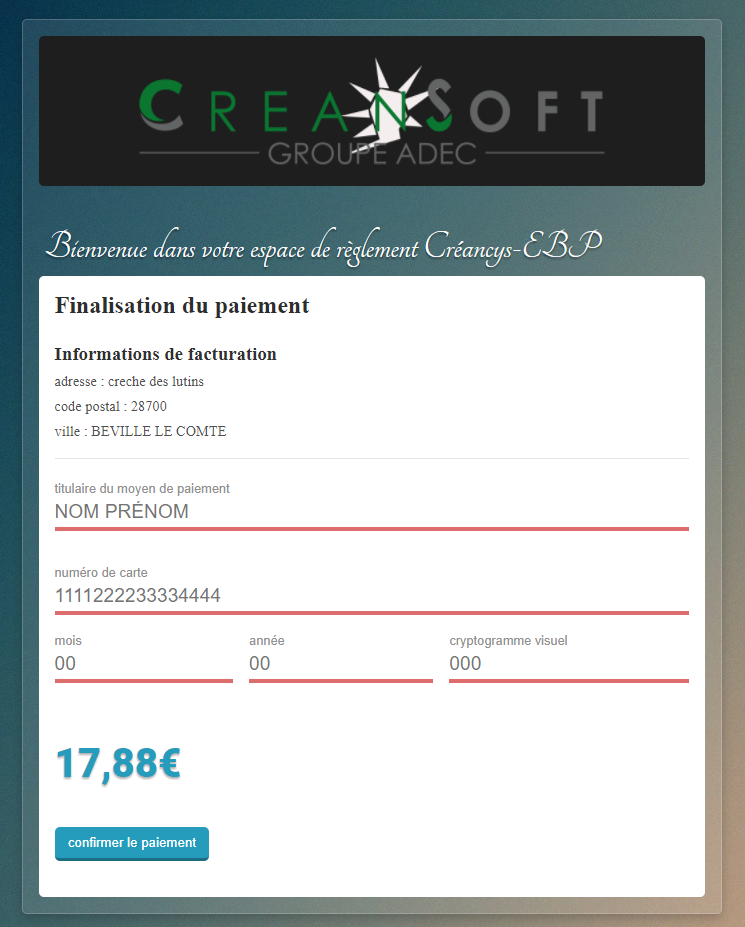 CREANSOFT
GROUPE ADEC
Bienvenue dans votre espace de règlement Créancys-EBP
Finalisation du paiement
Informations de facturation
adresse : creche des lutins
code postal : 28700
ville : BEVILLE LE COMTE
titulaire du moyen de paiement
NOM PRÉNOM
numéro de carte
1111222233334444
mois année cryptogramme visuel
00 00 000
17,88€
confirmer le paiement